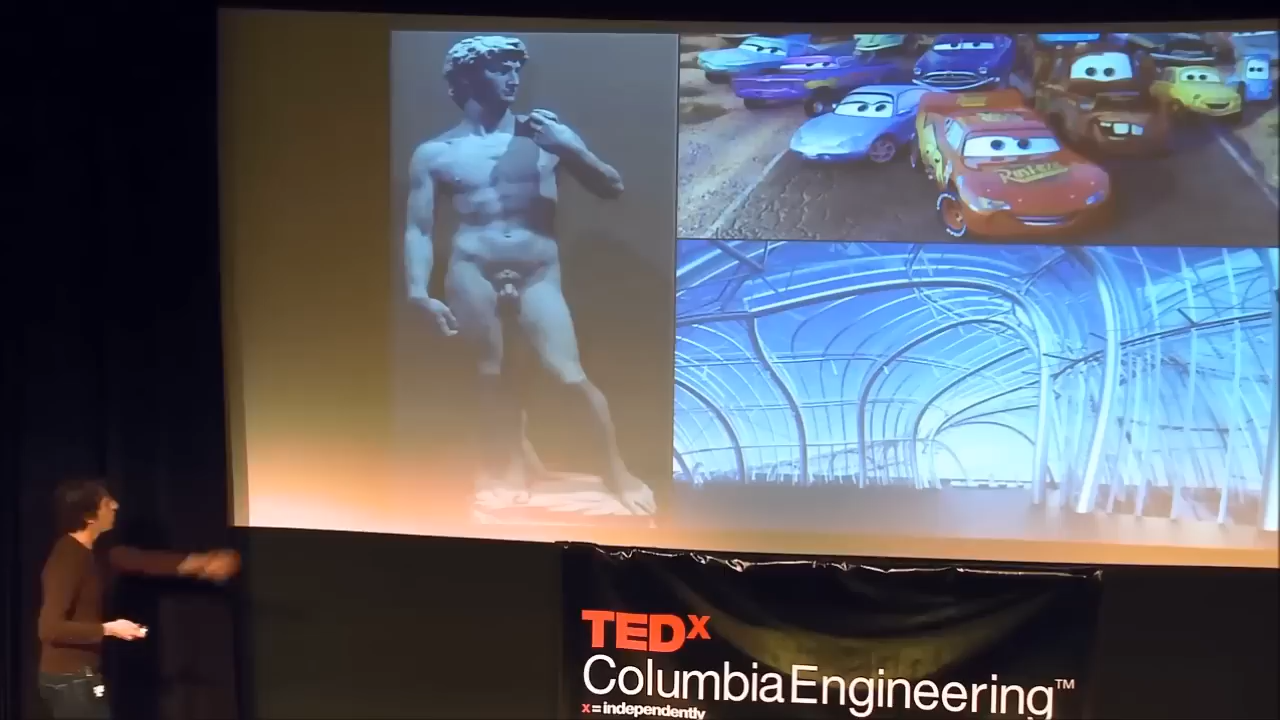 Rust-eze
TEDx
ColumbiaEngineering™
x = independently